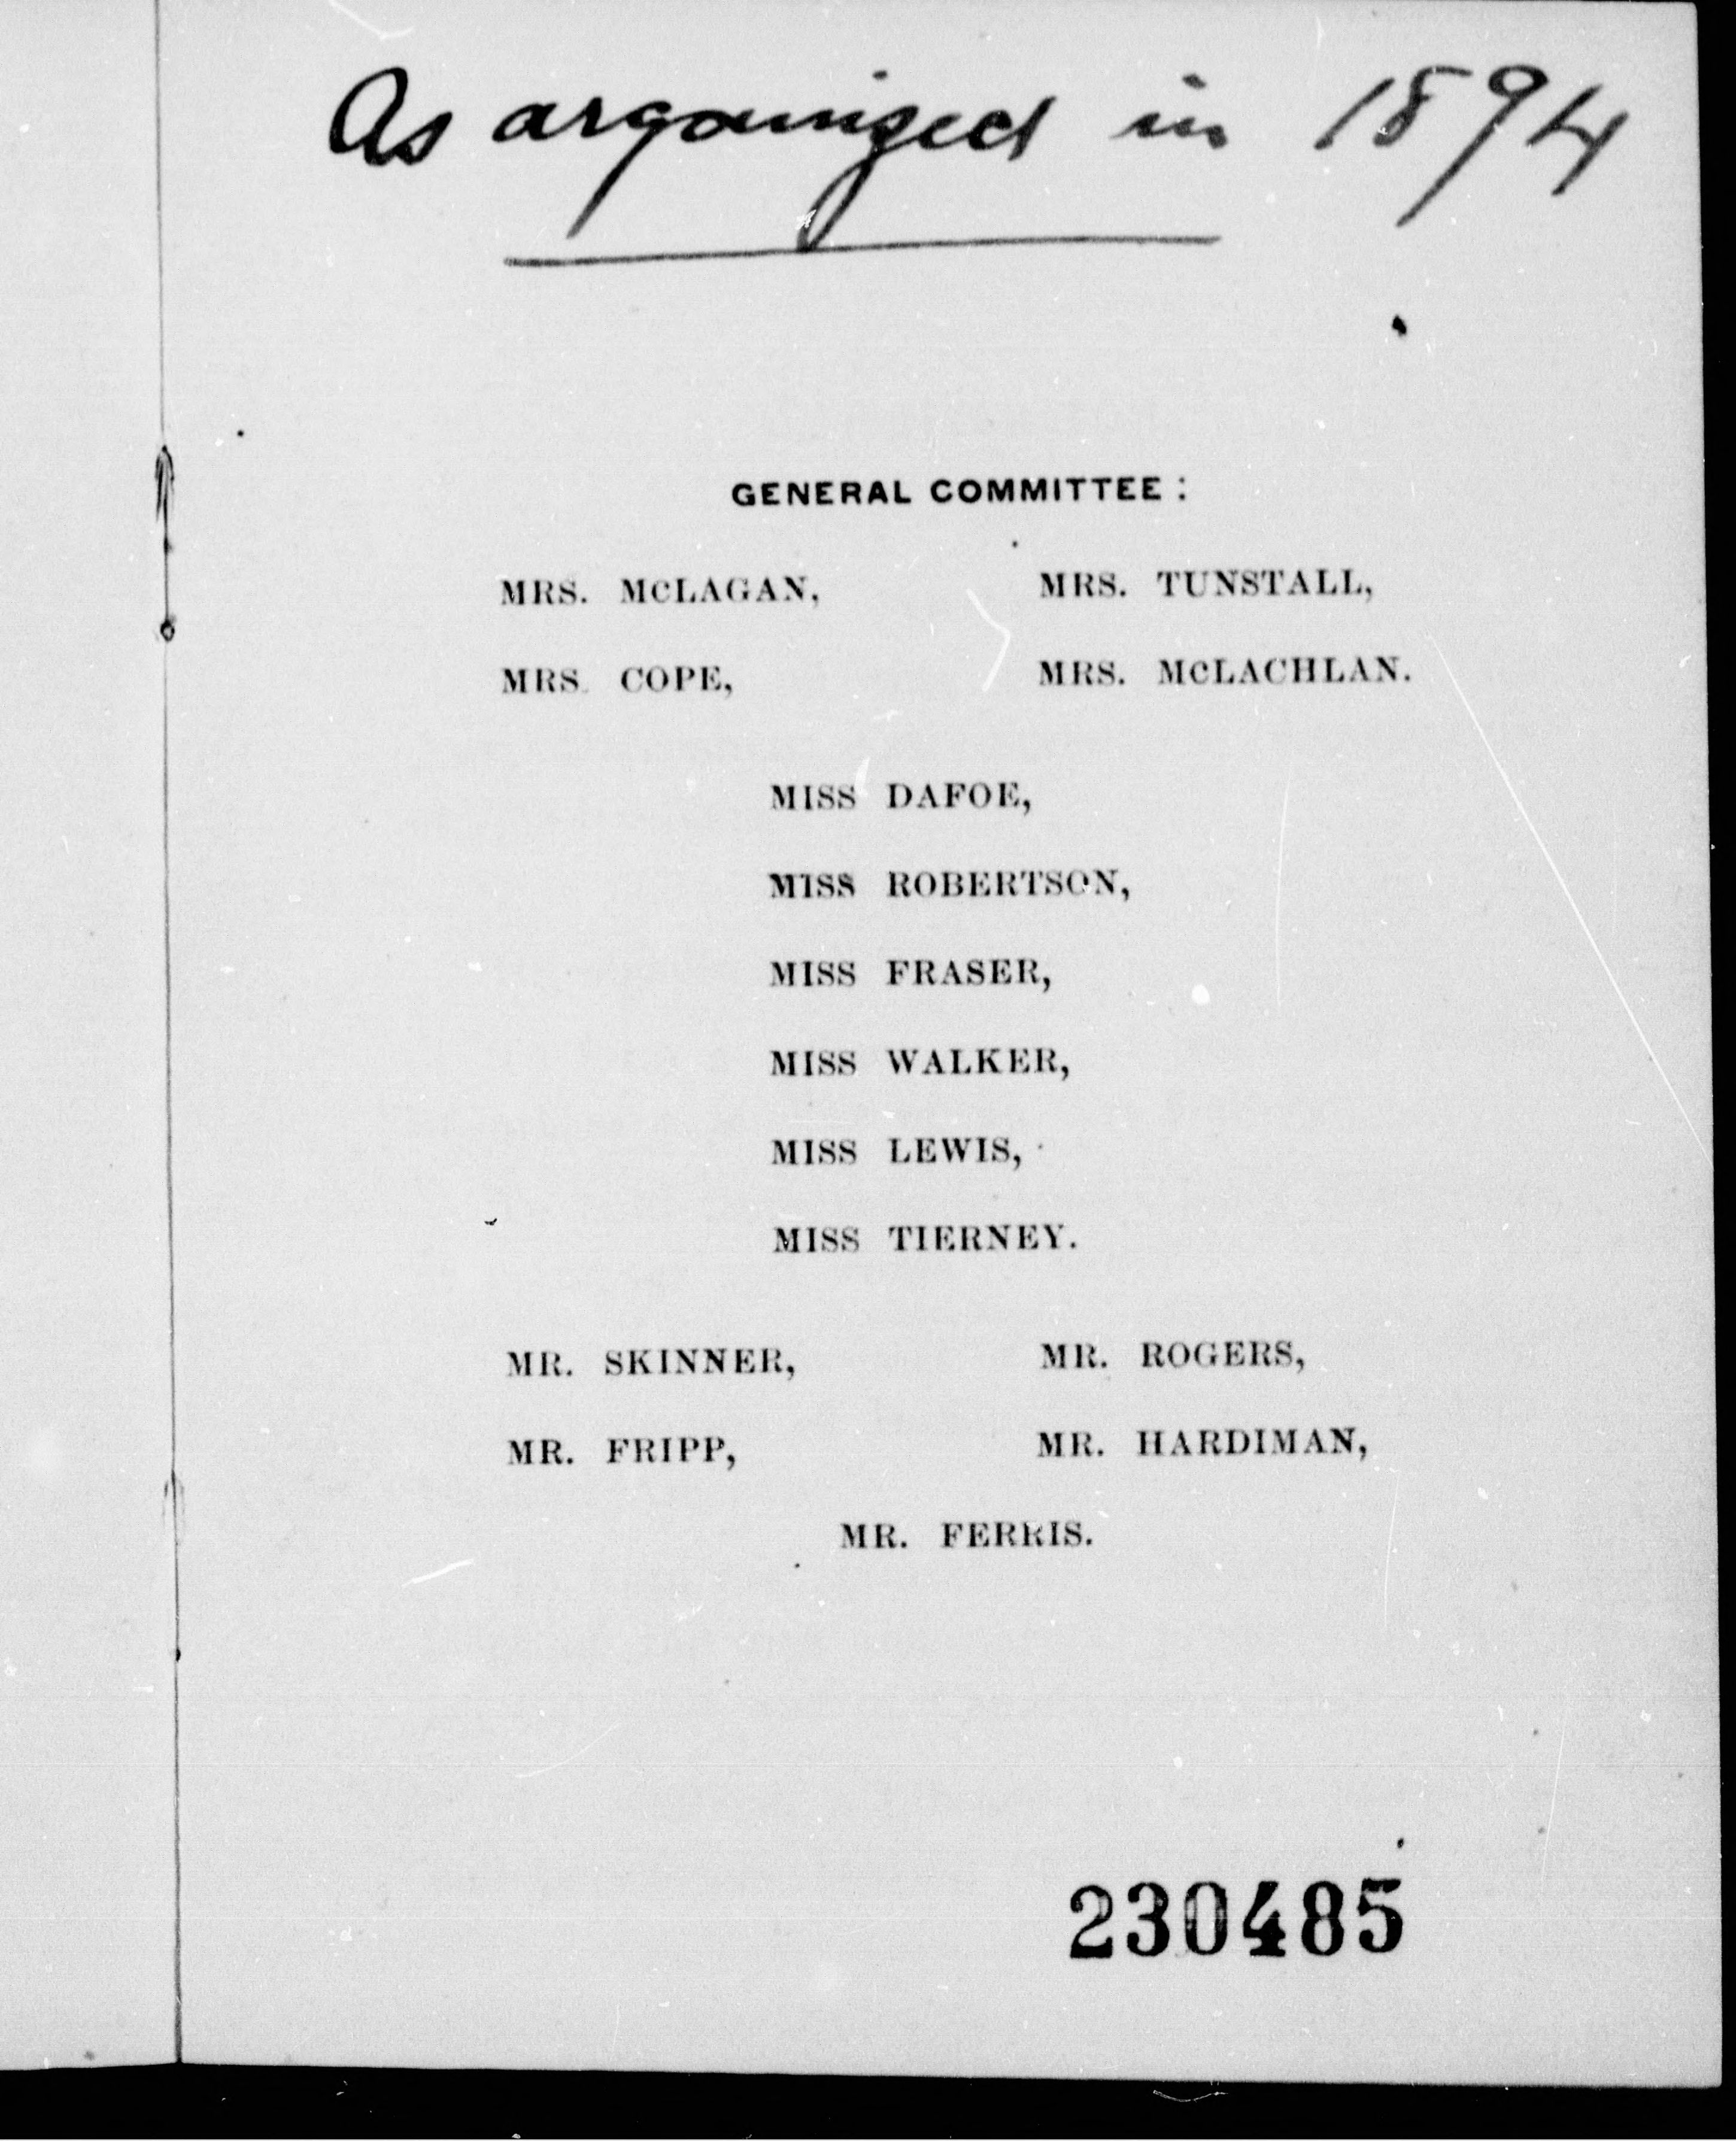 As organized in 1894
GENERAL COMMITTEE:
MRS. McLAGAN, MRS. TUNSTALL,
MRS. COPE, MRS. McLACHLAN.
MISS DAFOE,
MISS ROBERTSON,
MISS FRASER,
MISS WALKER,
MISS LEWIS,
MISS TIERNEY.
MR. SKINNER, MR. ROGERS,
MR. FRIPP, MR. HARDIMAN,
MR. FERRIS.
230485